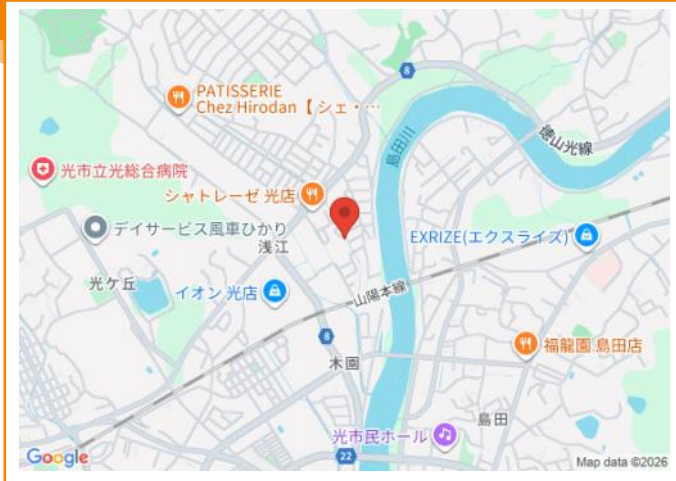 8
PATISSERIE
Chez Hirodan【シェ・…
島田川
徳山光線
光市立光総合病院
シャトレーゼ 光店
デイサービス風車ひかり
浅江
EXRIZE(エクスライズ)
光ケ丘
イオン 光店
山陽本線
8
木園
福龍園 島田店
島田
光市民ホール
22
Google
Map data ©2026